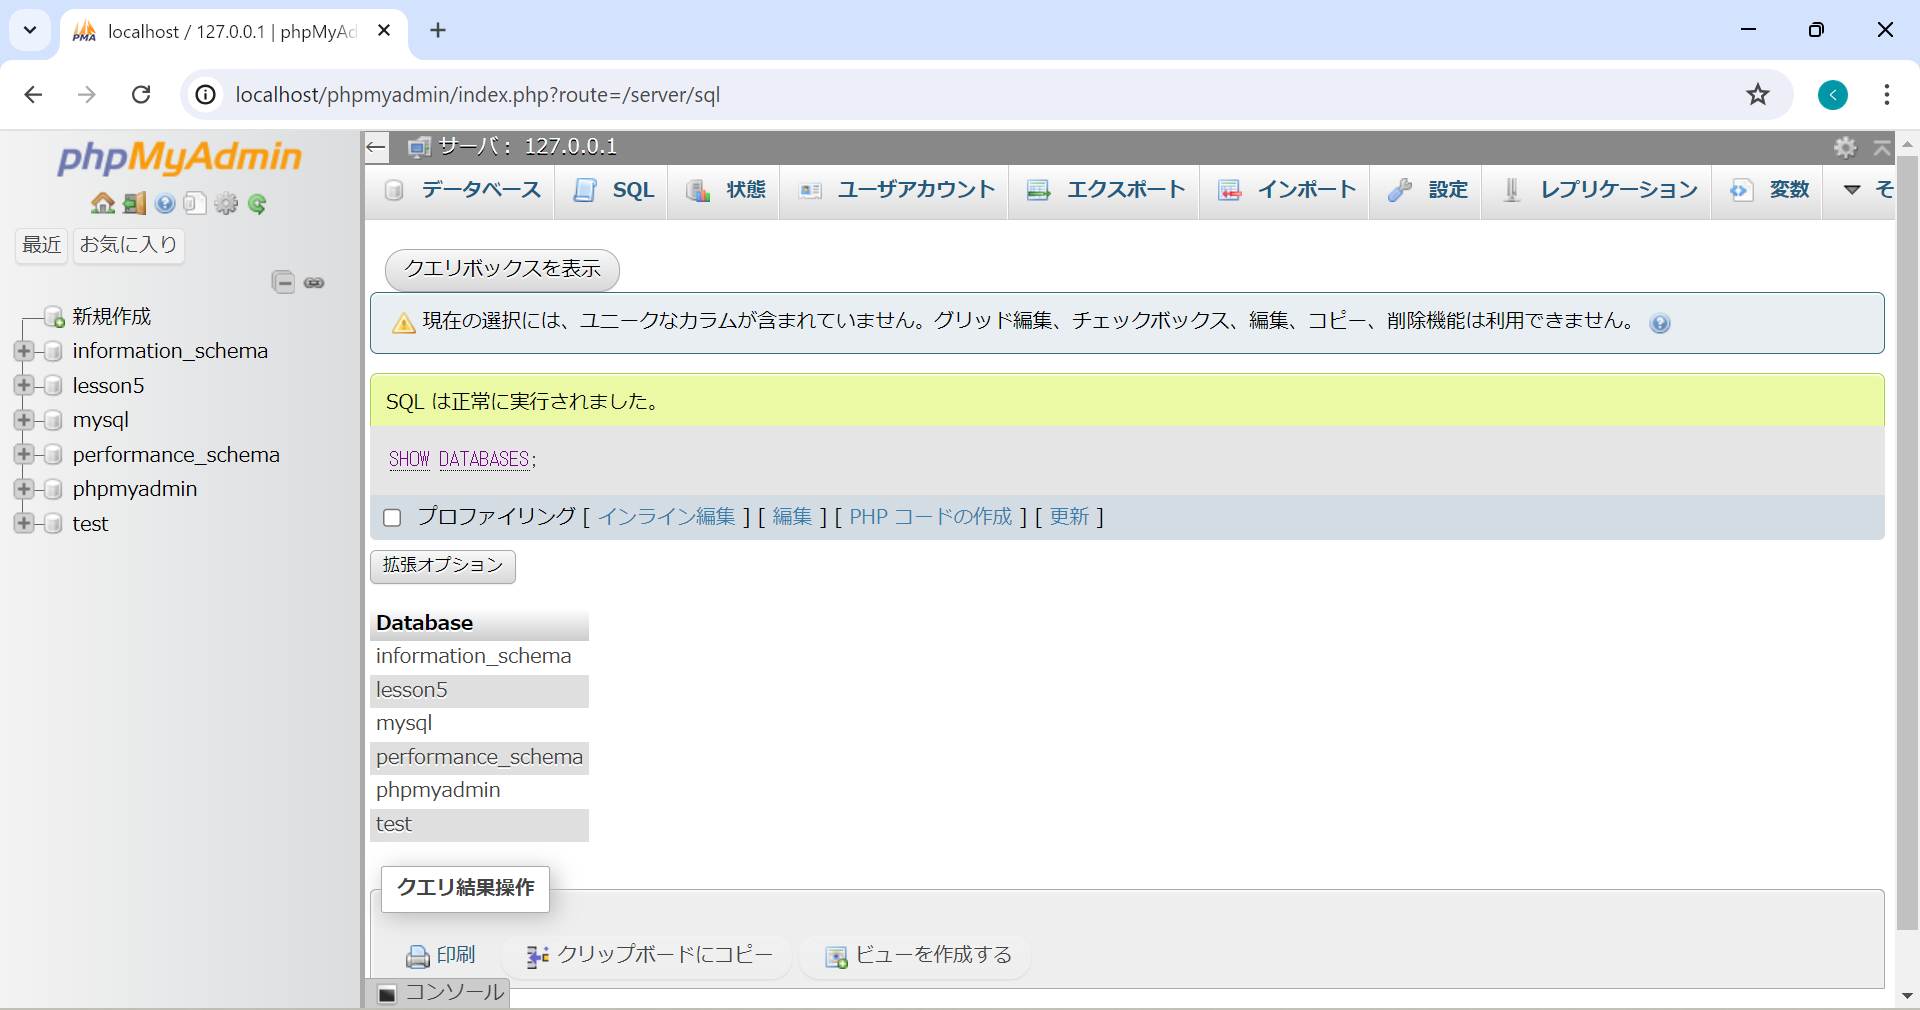 localhost / 127.0.0.1 | phpMyAd
localhost/phpmyadmin/index.php?route=/server/sql
phpMyAdmin
最近 お気に入り
新規作成
information_schema
lesson5
mysql
performance_schema
phpmyadmin
test
サーバ： 127.0.0.1
データベース SQL 状態 ユーザアカウント エクスポート インポート 設定 レプリケーション 変数 そ
クエリボックスを表示
現在の選択には、ユニークなカラムが含まれていません。グリッド編集、チェックボックス、編集、コピー、削除機能は利用できません。
SQL は正常に実行されました。
SHOW DATABASES;
プロファイリング [ インライン編集 ] [ 編集 ] [ PHP コードの作成 ] [ 更新 ]
拡張オプション
Database
information_schema
lesson5
mysql
performance_schema
phpmyadmin
test
クエリ結果操作
印刷 クリップボードにコピー ビューを作成する
コンソール